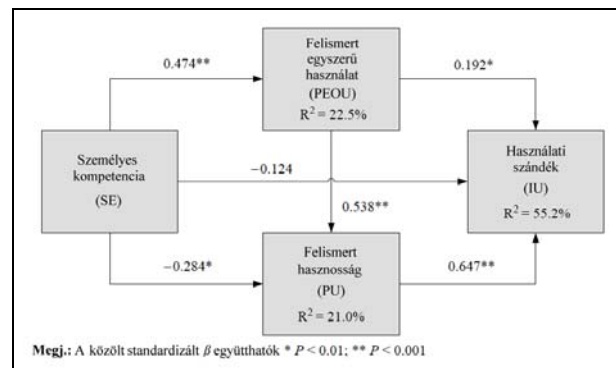 Felismert
egyszerű
használat
(PEOU)
R² = 22.5%
0.474**
0.192*
Személyes
kompetencia
(SE)
−0.124
Használati
szándék
(IU)
R² = 55.2%
0.538**
−0.284*
Felismert
hasznosság
(PU)
R² = 21.0%
0.647**
Megj.: A közölt standardizált β együtthatók * P < 0.01; ** P < 0.001